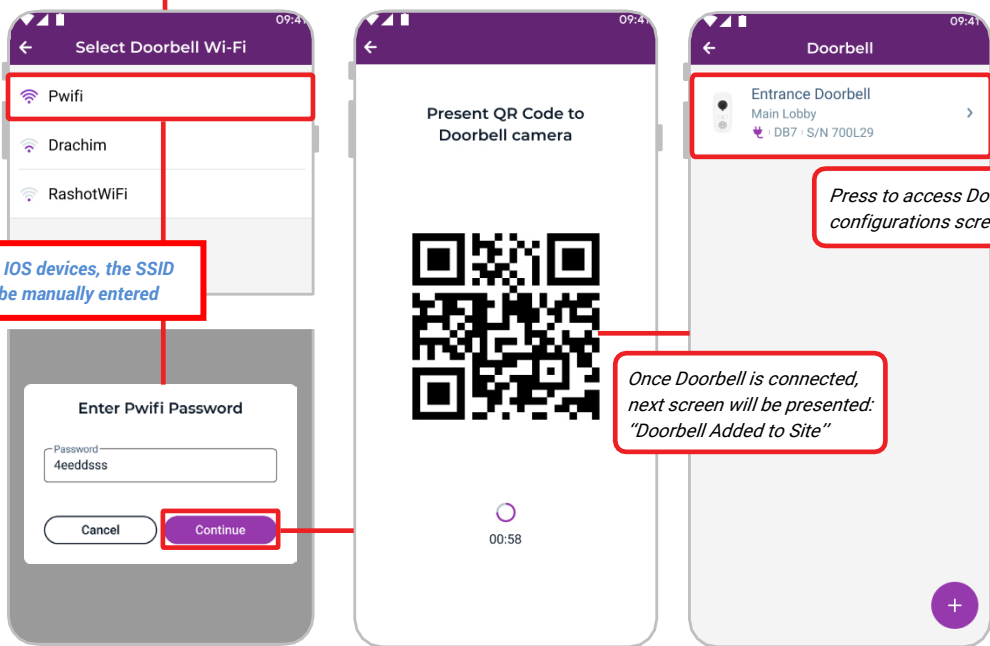 09:41
Select Doorbell Wi-Fi
Pwifi
Drachim
RashotWiFi
IOS devices, the SSID
be manually entered
Enter Pwifi Password
Password
4eeddsss
Cancel
Continue
09:41
Present QR Code to
Doorbell camera
Once Doorbell is connected,
next screen will be presented:
“Doorbell Added to Site”
00:58
09:41
Doorbell
Entrance Doorbell
Main Lobby
DB7 S/N 700L29
Press to access Do
configurations scre
+